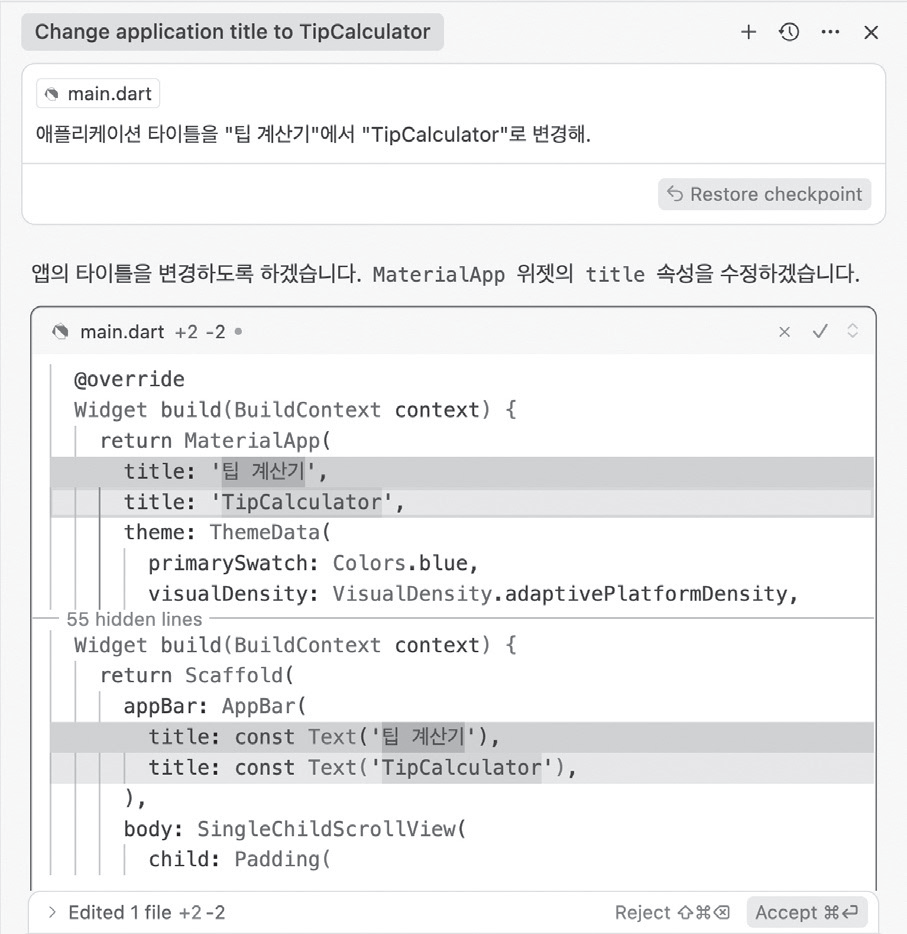 Change application title to TipCalculator
main.dart
애플리케이션 타이틀을 "팁 계산기"에서 "TipCalculator"로 변경해.
Restore checkpoint
앱의 타이틀을 변경하도록 하겠습니다. MaterialApp 위젯의 title 속성을 수정하겠습니다.
main.dart +2 -2
@override
Widget build(BuildContext context) {
return MaterialApp(
title: '팁 계산기',
title: 'TipCalculator',
theme: ThemeData(
primarySwatch: Colors.blue,
visualDensity: VisualDensity.adaptivePlatformDensity,
55 hidden lines
Widget build(BuildContext context) {
return Scaffold(
appBar: AppBar(
title: const Text('팁 계산기'),
title: const Text('TipCalculator'),
),
body: SingleChildScrollView(
child: Padding(
Edited 1 file +2 -2 Reject ⇧⌘⌫ Accept ⌘⏎